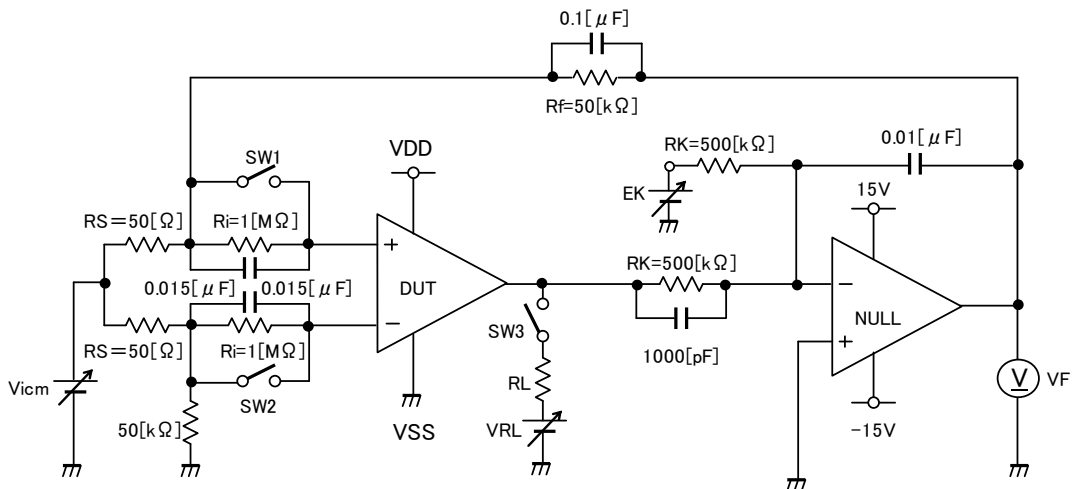 0.1[μF]
Rf=50[kΩ]
SW1
VDD
RK=500[kΩ]
0.01[μF]
EK
15V
RS=50[Ω]
Ri=1[MΩ]
+
RK=500[kΩ]
0.015[μF] 0.015[μF]
DUT
−
NULL
−
SW3
+
RS=50[Ω]
Ri=1[MΩ]
1000[pF]
Vicm
SW2
RL
V
VF
50[kΩ]
VSS
VRL
-15V